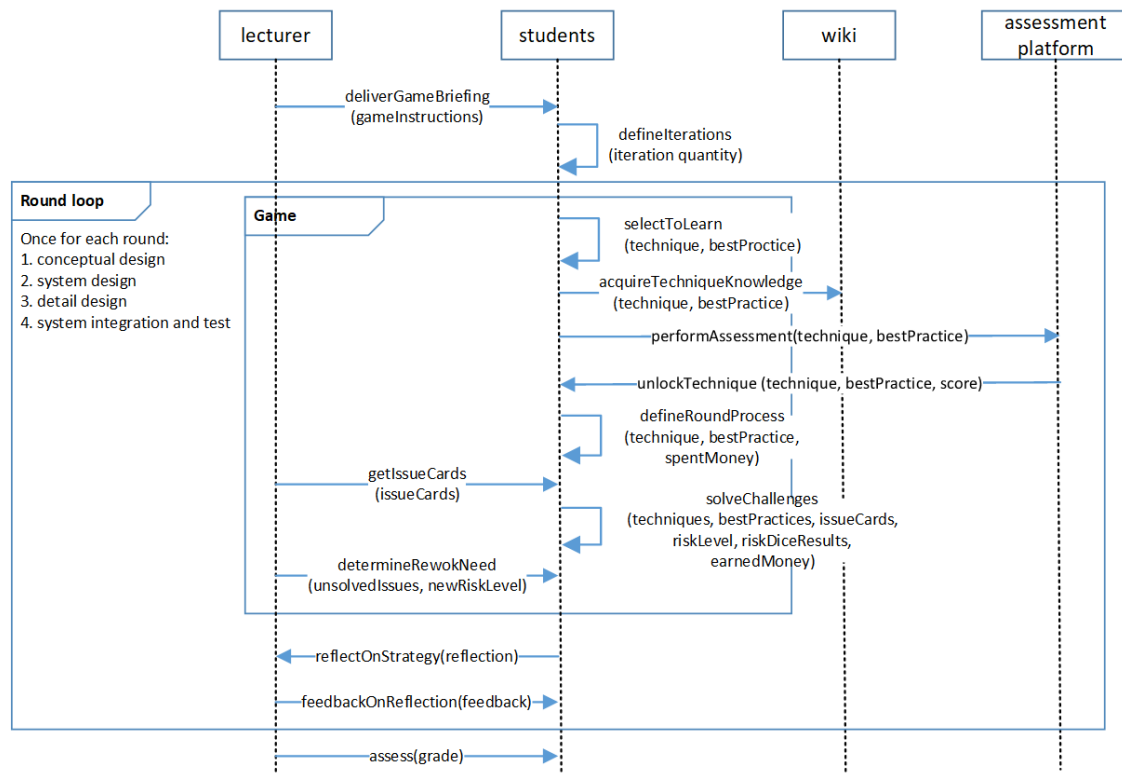 lecturer
students
wiki
assessment
platform
deliverGameBriefing
(gameInstructions)
defineIterations
(iteration quantity)
Round loop
Once for each round:
1. conceptual design
2. system design
3. detail design
4. system integration and test
Game
selectToLearn
(technique, bestProctice)
acquireTechniqueKnowledge
(technique, bestPractice)
performAssessment(technique, bestPractice)
unlockTechnique (technique, bestPractice, score)
defineRoundProcess
(technique, bestPractice,
spentMoney)
getIssueCards
(issueCards)
solveChallenges
(techniques, bestPractices, issueCards,
riskLevel, riskDiceResults,
earnedMoney)
determineRewokNeed
(unsolvedIssues, newRiskLevel)
reflectOnStrategy(reflection)
feedbackOnReflection(feedback)
assess(grade)